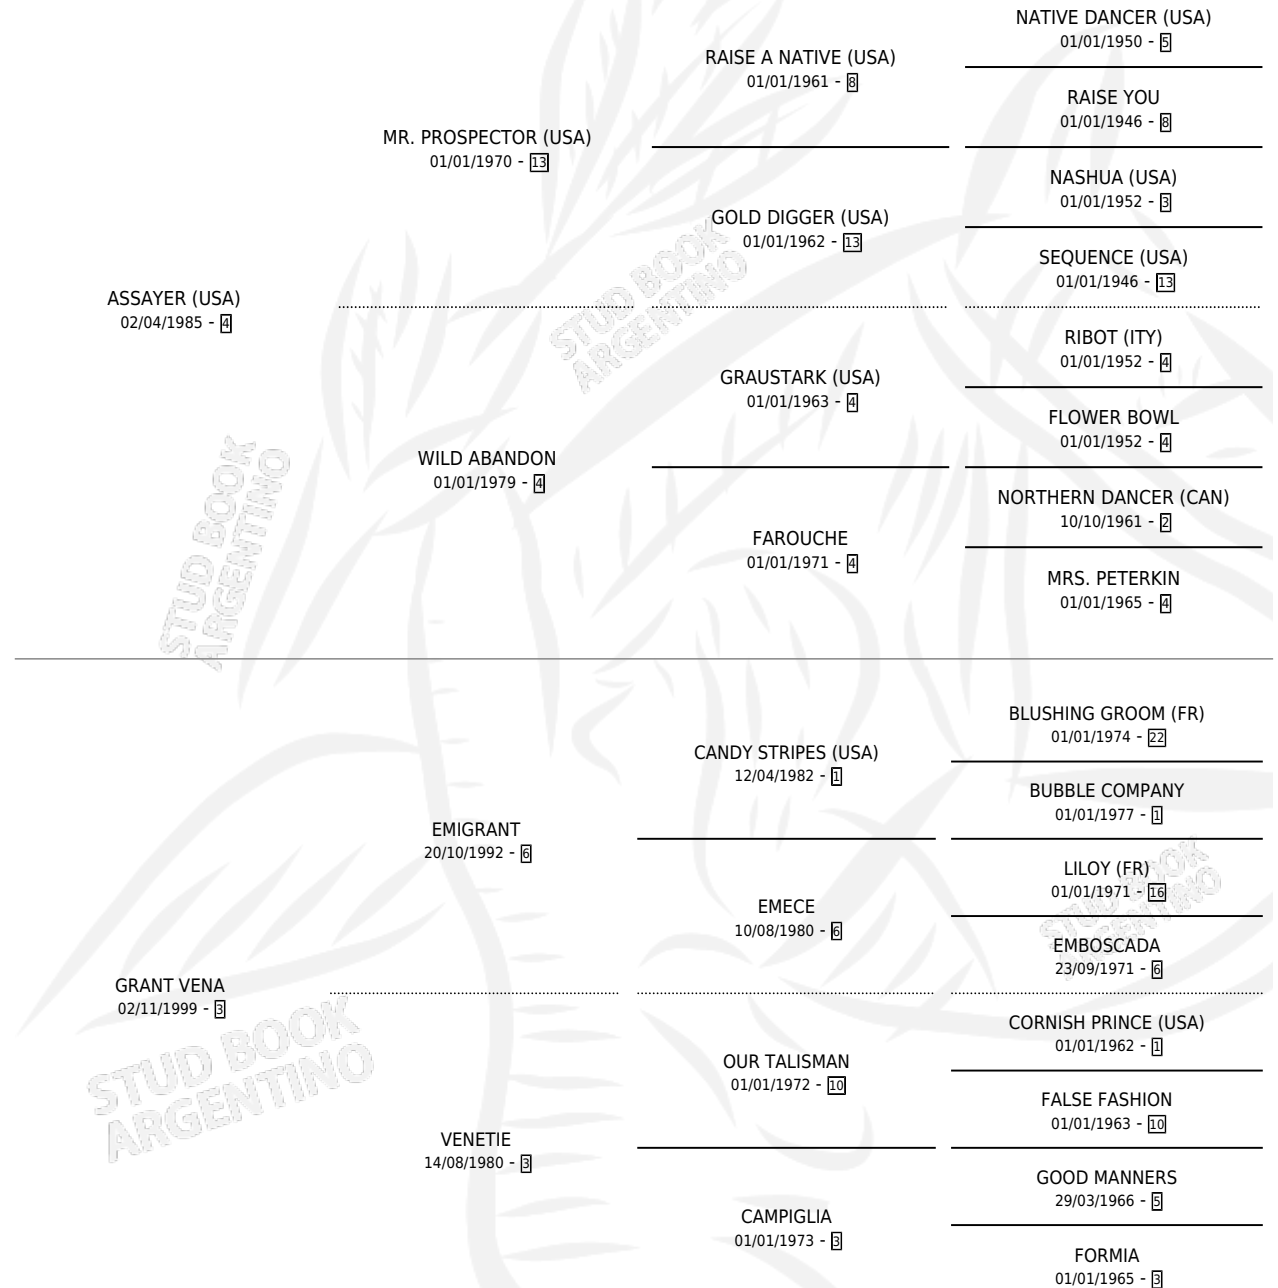 NATIVE DANCER (USA)
01/01/1950 - 5
RAISE A NATIVE (USA)
01/01/1961 - 8
RAISE YOU
01/01/1946 - 8
MR. PROSPECTOR (USA)
01/01/1970 - 13
NASHUA (USA)
01/01/1952 - 3
GOLD DIGGER (USA)
01/01/1962 - 13
SEQUENCE (USA)
01/01/1946 - 13
ASSAYER (USA)
02/04/1985 - 4
STUD BOOK
ARGENTINO
RIBOT (ITY)
01/01/1952 - 4
GRAUSTARK (USA)
01/01/1963 - 4
FLOWER BOWL
01/01/1952 - 4
WILD ABANDON
01/01/1979 - 4
NORTHERN DANCER (CAN)
10/10/1961 - 2
FAROUCHE
01/01/1971 - 4
MRS. PETERKIN
01/01/1965 - 4
STUD BOOK
ARGENTINO
BLUSHING GROOM (FR)
01/01/1974 - 22
CANDY STRIPES (USA)
12/04/1982 - 1
BUBBLE COMPANY
01/01/1977 - 1
EMIGRANT
20/10/1992 - 6
LILOY (FR)
01/01/1971 - 16
EMECE
10/08/1980 - 6
STUD BOOK
ARGENTINO
EMBOSCADA
23/09/1971 - 6
GRANT VENA
02/11/1999 - 3
STUD BOOK
ARGENTINO
CORNISH PRINCE (USA)
01/01/1962 - 1
OUR TALISMAN
01/01/1972 - 10
FALSE FASHION
01/01/1963 - 10
VENETIE
14/08/1980 - 3
GOOD MANNERS
29/03/1966 - 5
CAMPIGLIA
01/01/1973 - 3
FORMIA
01/01/1965 - 3